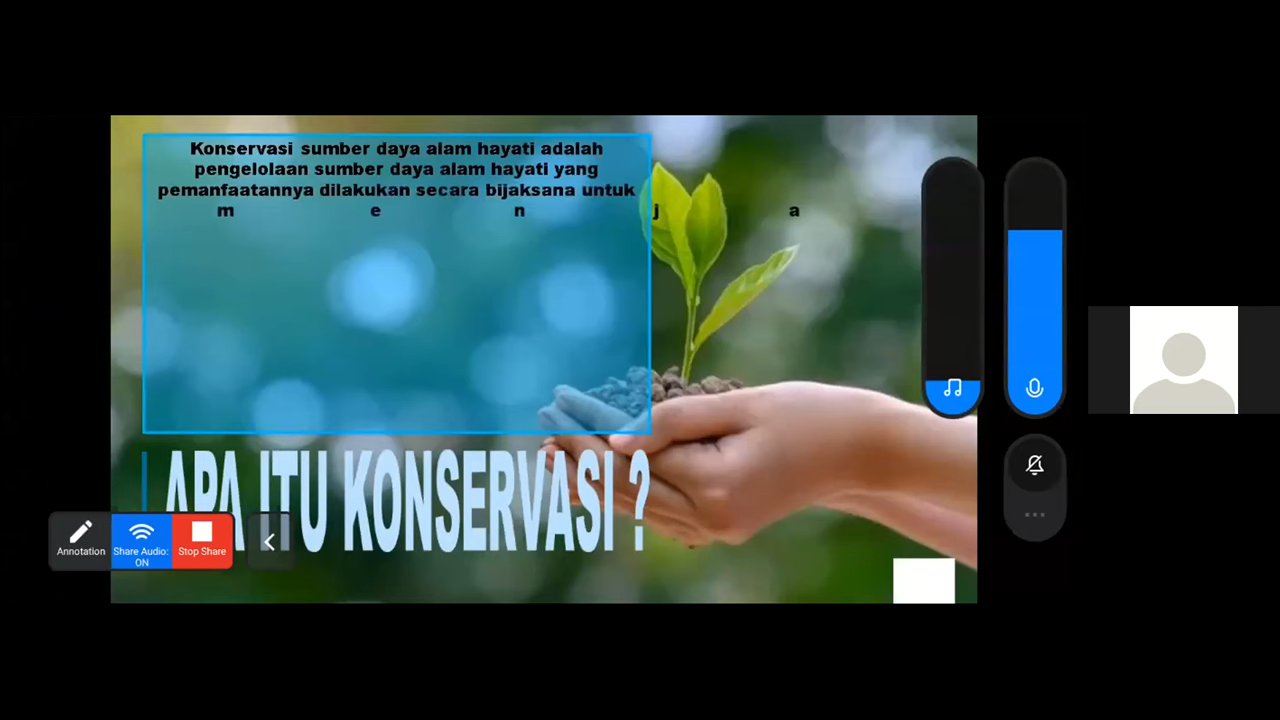 Konservasi sumber daya alam hayati adalah
pengelolaan sumber daya alam hayati yang
pemanfaatannya dilakukan secara bijaksana untuk
m e n j a
APA ITU KONSERVASI ?
Annotation
Share Audio:
ON
Stop Share